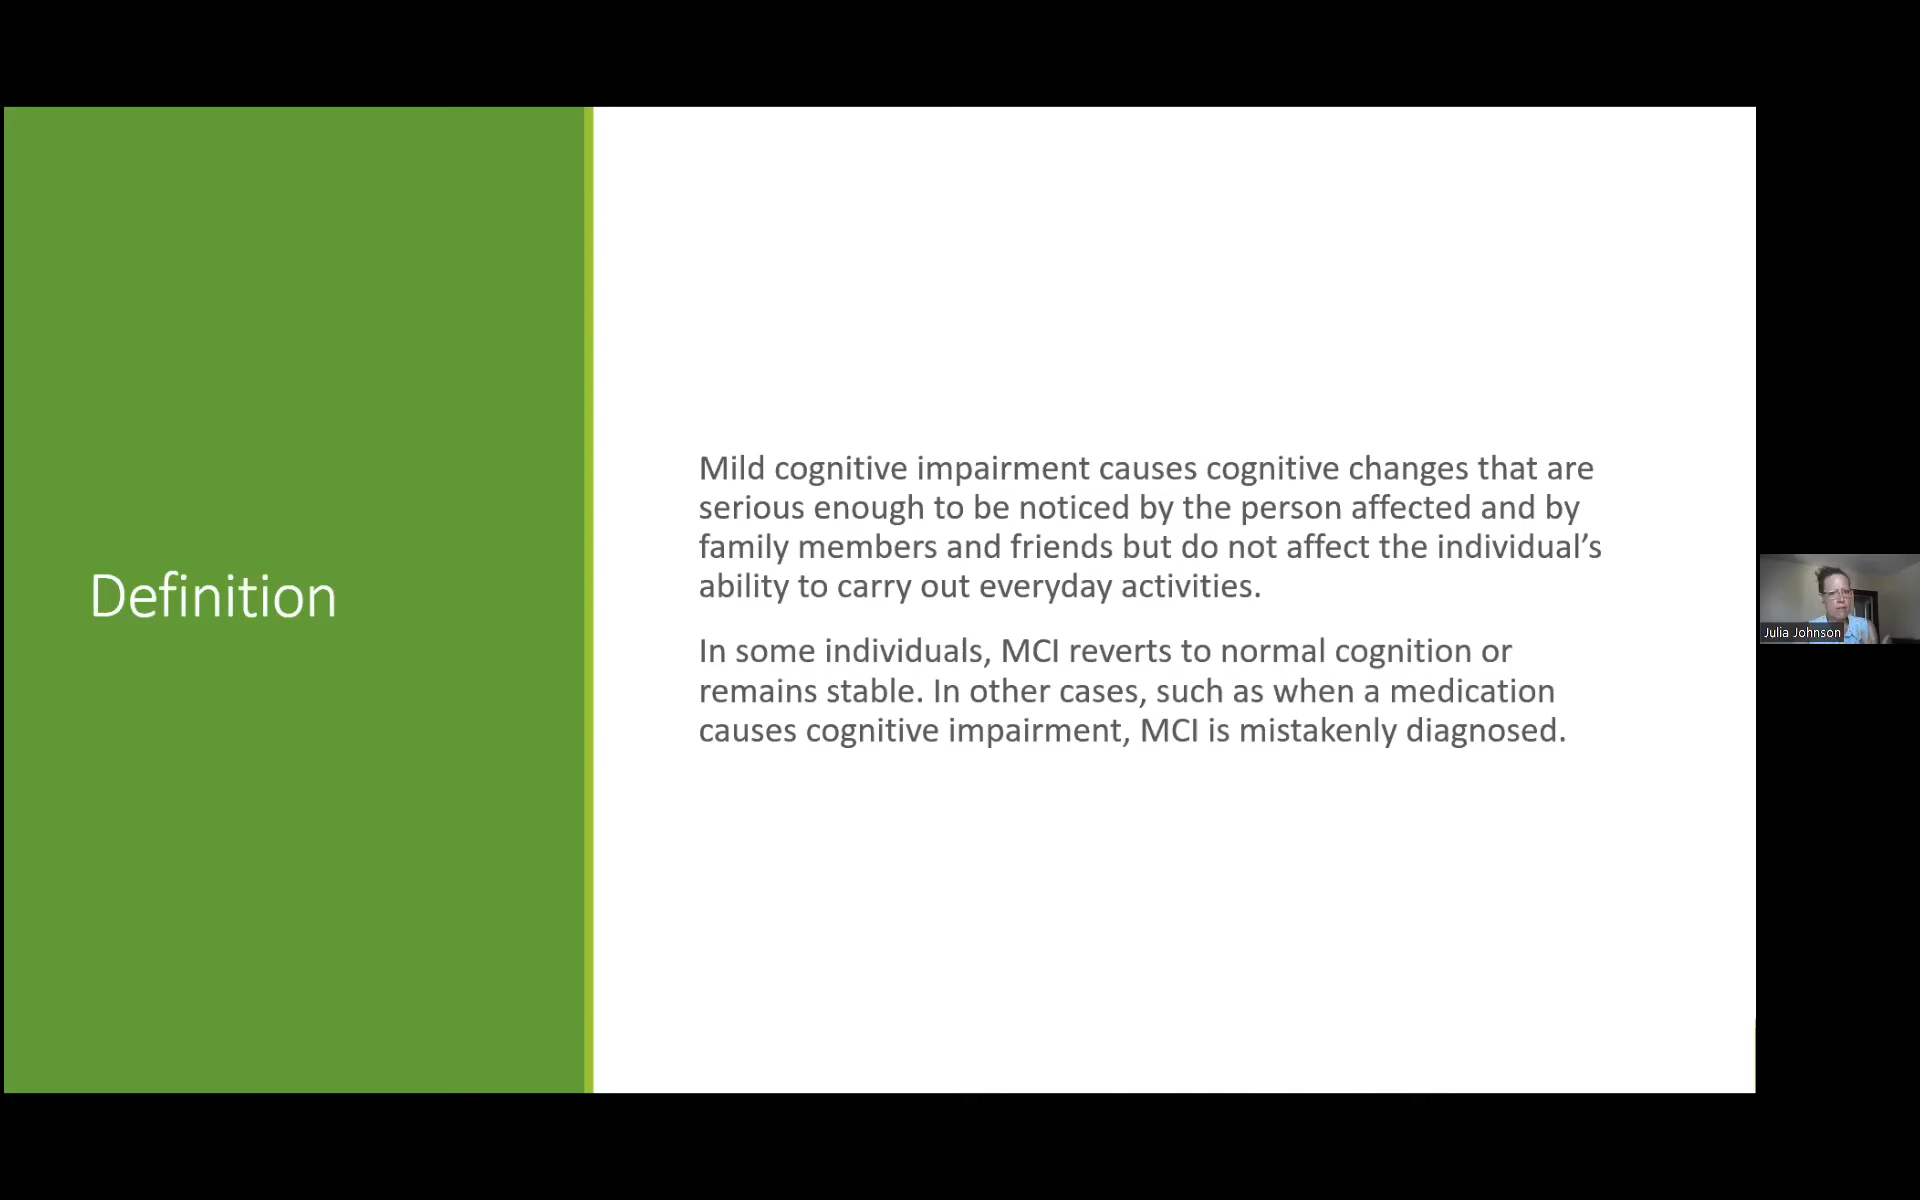 Definition
Mild cognitive impairment causes cognitive changes that are
serious enough to be noticed by the person affected and by
family members and friends but do not affect the individual’s
ability to carry out everyday activities.
In some individuals, MCI reverts to normal cognition or
remains stable. In other cases, such as when a medication
causes cognitive impairment, MCI is mistakenly diagnosed.
Julia Johnson